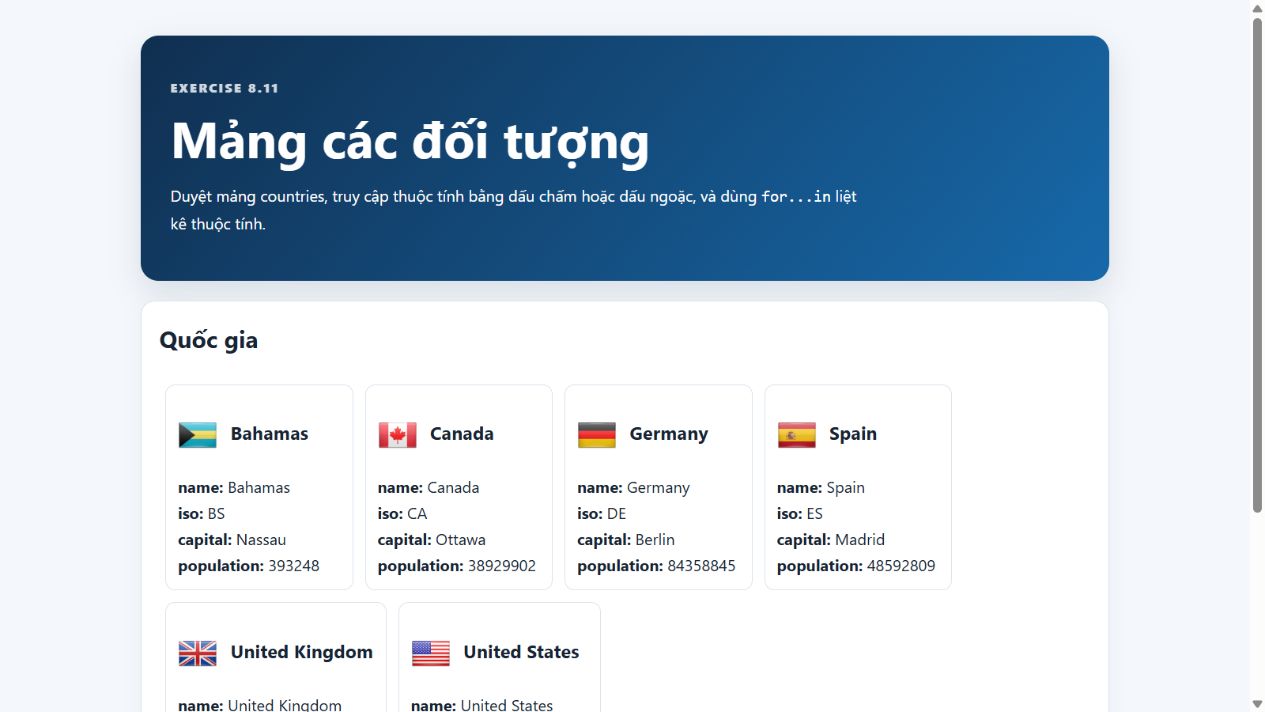 EXERCISE 8.11
Mảng các đối tượng
Duyệt mảng countries, truy cập thuộc tính bằng dấu chấm hoặc dấu ngoặc, và dùng for...in liệt
kê thuộc tính.
Quốc gia
Bahamas
name: Bahamas
iso: BS
capital: Nassau
population: 393248
Canada
name: Canada
iso: CA
capital: Ottawa
population: 38929902
Germany
name: Germany
iso: DE
capital: Berlin
population: 84358845
Spain
name: Spain
iso: ES
capital: Madrid
population: 48592809
United Kingdom
name: United Kingdom
United States
name: United States